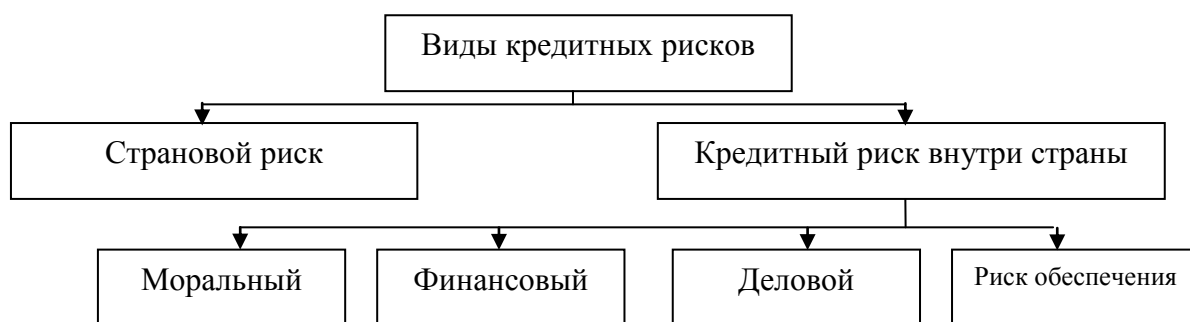 Виды кредитных рисков
Страновой риск
Кредитный риск внутри страны
Моральный
Финансовый
Деловой
Риск обеспечения